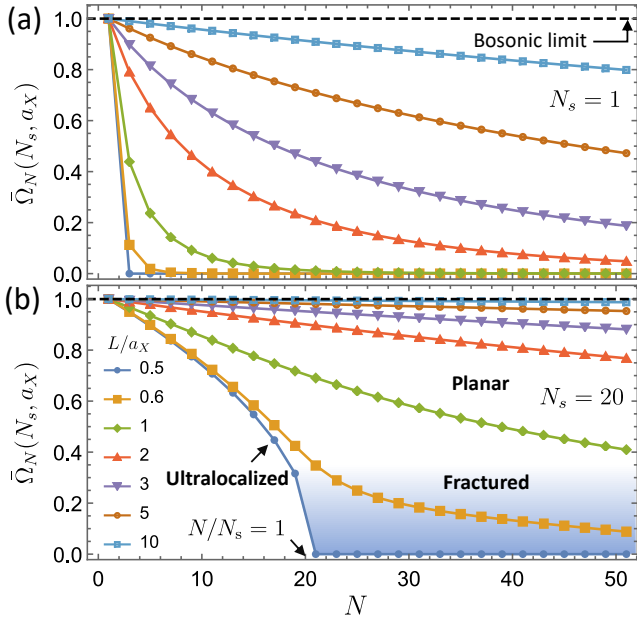 (a)
1.0
0.8
0.6
0.4
0.2
0.0
Ω̄_N(N_s, a_X)
Bosonic limit
N_s = 1
(b)
1.0
0.8
0.6
0.4
0.2
0.0
Ω̄_N(N_s, a_X)
L/a_X
0.5
0.6
1
2
3
5
10
Planar
N_s = 20
Ultralocalized
Fractured
N/N_s = 1
0 10 20 30 40 50
N